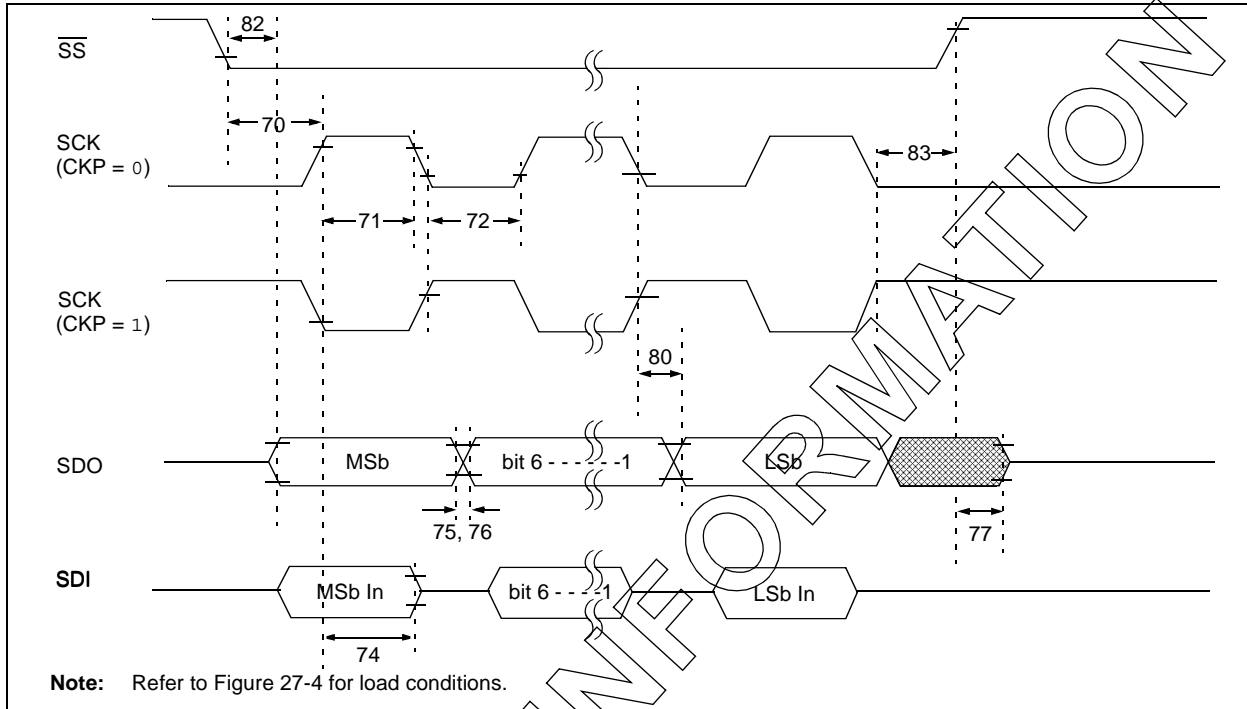 82
SS
70
SCK
(CKP = 0)
83
71
72
SCK
(CKP = 1)
80
SDO
MSb
bit 6 - - - - - -1
LSb
75, 76
77
SDI
MSb In
bit 6 - - - -1
LSb In
74
Note: Refer to Figure 27-4 for load conditions.
INFORMATION